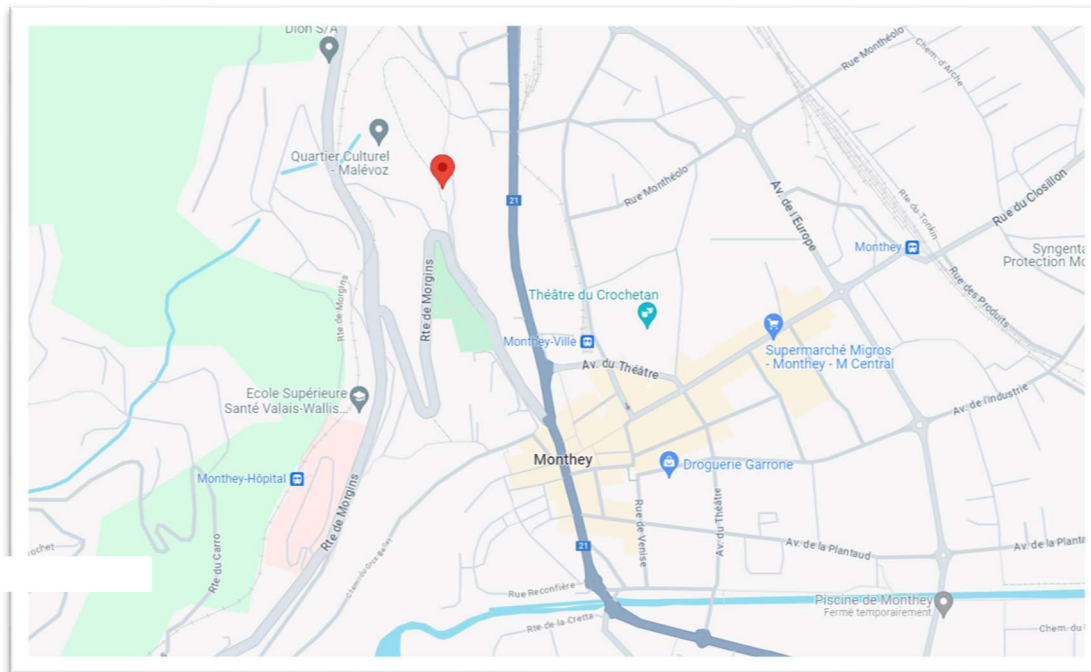 Dion S/A
Rue Monthéolo
Chem. d'Arche
Quartier Culturel
- Malévoz
21
Rue Monthéolo
Av. de l'Europe
Rte du Tonkin
Rue du Closillon
Monthey
Syngenta
Protection Mo
Rte de Morgins
Rte de Morgins
Théâtre du Crochetan
Rue des Produits
Monthey-Ville
Av. du Théâtre
Supermarché Migros
- Monthey - M Central
Ecole Supérieure
Santé Valais-Wallis...
Av. de l'Industrie
Monthey
Droguerie Garrone
Monthey-Hôpital
Rte de Morgins
Rue de Venise
Av. du Théâtre
21
Av. de la Plantaud
Av. de la Planta
ochet
Rte du Carro
Rue Reconfière
Rte de la Cretta
Piscine de Monthey
Fermé temporairement
Chem. du